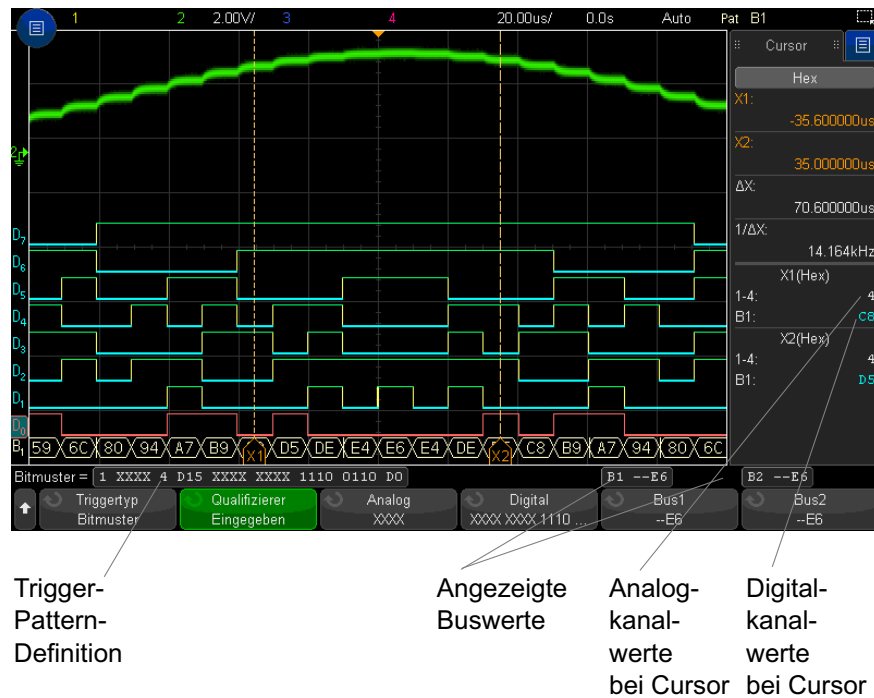 1 2 2.00V/ 3 4 20.00us/ 0.0s Auto Pat B1
Cursor
Hex
X1:
-35.600000us
X2:
35.000000us
ΔX:
70.600000us
1/ΔX:
14.164kHz
X1(Hex)
1-4: 4
B1: C8
X2(Hex)
1-4: 4
B1: D5
2
D7
D6
D5
D4
D3
D2
D1
D0
B1 59 6C 80 94 A7 B9 X1 D5 DE E4 E6 E4 DE X2 C8 B9 A7 94 80 6C
Bitmuster = 1 XXXX 4 D15 XXXX XXXX 1110 0110 D0 B1 --E6 B2 --E6
Triggertyp Qualifizierer Analog Digital Bus1 Bus2
Bitmuster Eingegeben XXXX XXXX XXXX 1110 ... --E6 --E6
Trigger-
Pattern-
Definition
Angezeigte
Buswerte
Analog-
kanal-
werte
bei Cursor
Digital-
kanal-
werte
bei Cursor